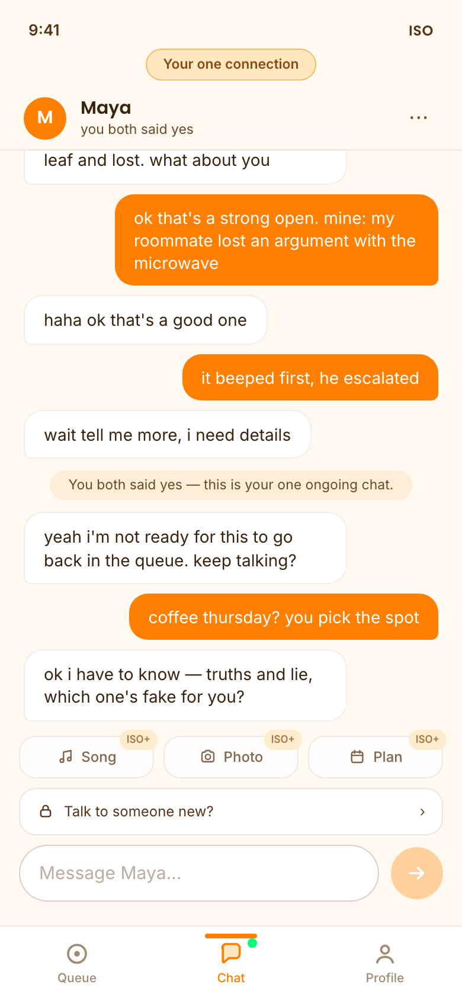 9:41
ISO
Your one connection
M
Maya
you both said yes
...
leaf and lost. what about you
ok that's a strong open. mine: my
roommate lost an argument with the
microwave
haha ok that's a good one
it beeped first, he escalated
wait tell me more, i need details
You both said yes — this is your one ongoing chat.
yeah i'm not ready for this to go
back in the queue. keep talking?
coffee thursday? you pick the spot
ok i have to know — truths and lie,
which one's fake for you?
Song ISO+
Photo ISO+
Plan ISO+
Talk to someone new? ›
Message Maya...
Queue
Chat
Profile